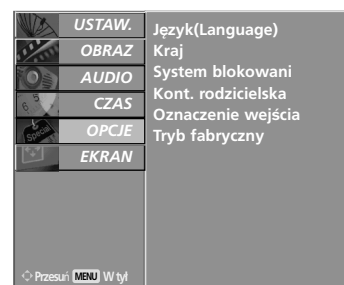 USTAW.
OBRAZ
AUDIO
CZAS
OPCJE
EKRAN
Język(Language)
Kraj
System blokowani
Kont. rodzicielska
Oznaczenie wejścia
Tryb fabryczny
Special
Przesuń MENU W tył